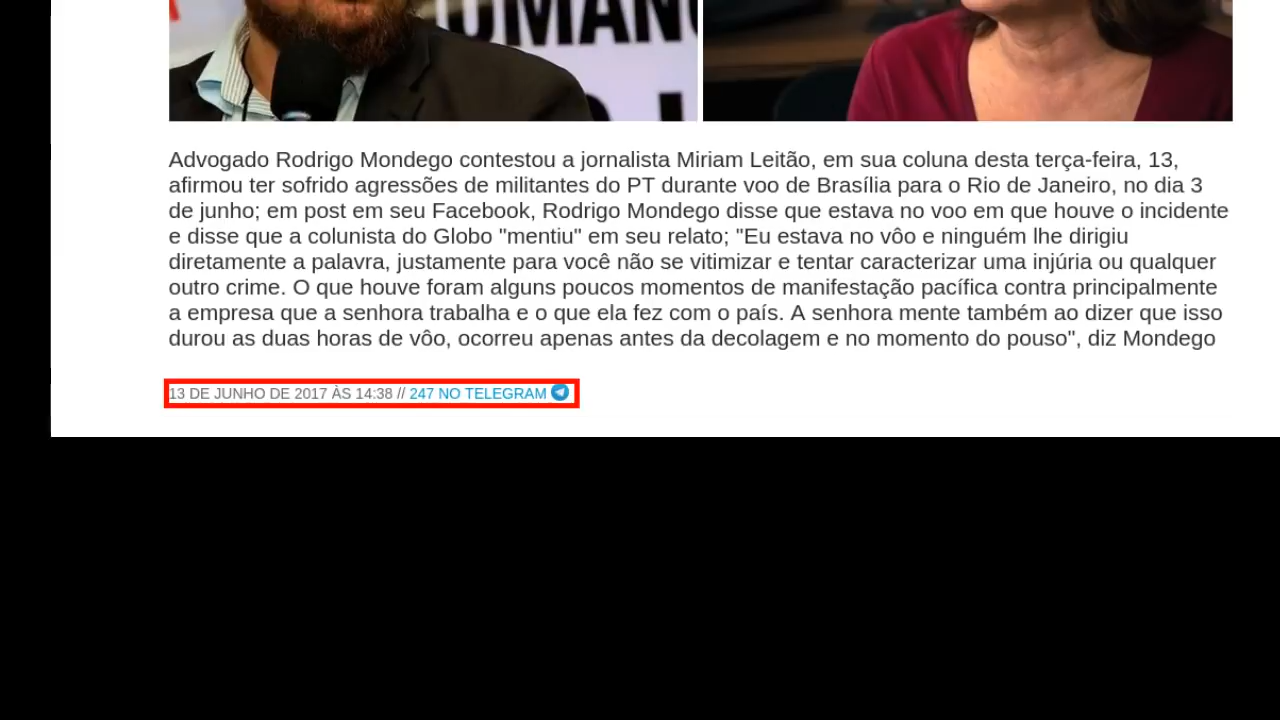 UMAN
Advogado Rodrigo Mondego contestou a jornalista Miriam Leitão, em sua coluna desta terça-feira, 13,
afirmou ter sofrido agressões de militantes do PT durante voo de Brasília para o Rio de Janeiro, no dia 3
de junho; em post em seu Facebook, Rodrigo Mondego disse que estava no voo em que houve o incidente
e disse que a colunista do Globo "mentiu" em seu relato; "Eu estava no vôo e ninguém lhe dirigiu
diretamente a palavra, justamente para você não se vitimizar e tentar caracterizar uma injúria ou qualquer
outro crime. O que houve foram alguns poucos momentos de manifestação pacífica contra principalmente
a empresa que a senhora trabalha e o que ela fez com o país. A senhora mente também ao dizer que isso
durou as duas horas de vôo, ocorreu apenas antes da decolagem e no momento do pouso", diz Mondego
13 DE JUNHO DE 2017 ÀS 14:38 // 247 NO TELEGRAM